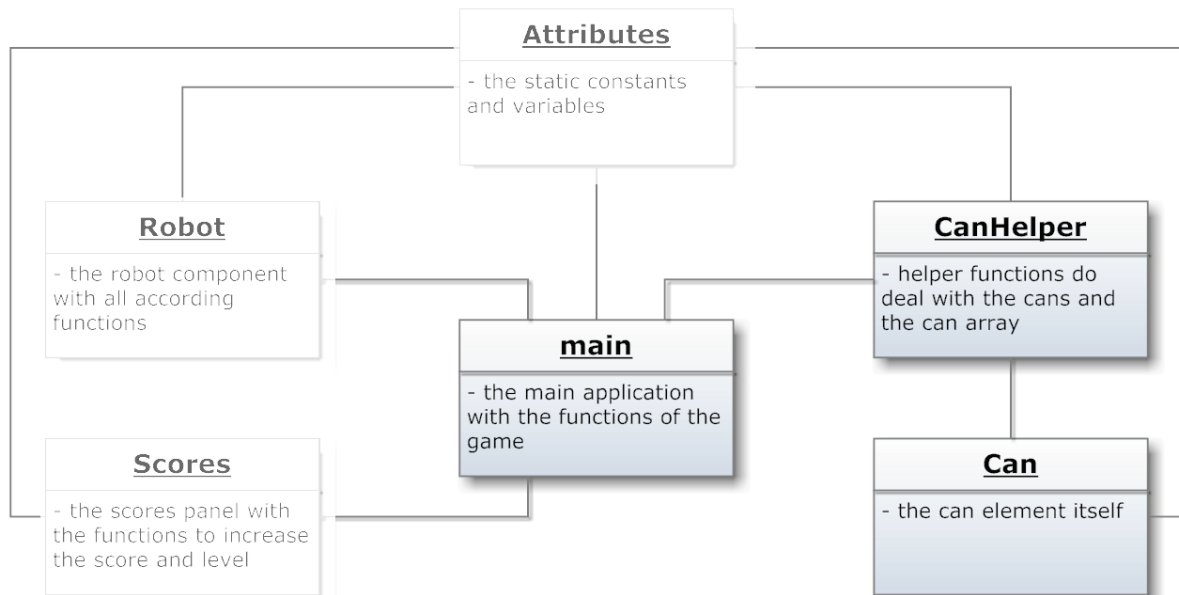 Attributes
- the static constants
and variables
Robot
- the robot component
with all according
functions
CanHelper
- helper functions do
deal with the cans and
the can array
main
- the main application
with the functions of the
game
Scores
- the scores panel with
the functions to increase
the score and level
Can
- the can element itself